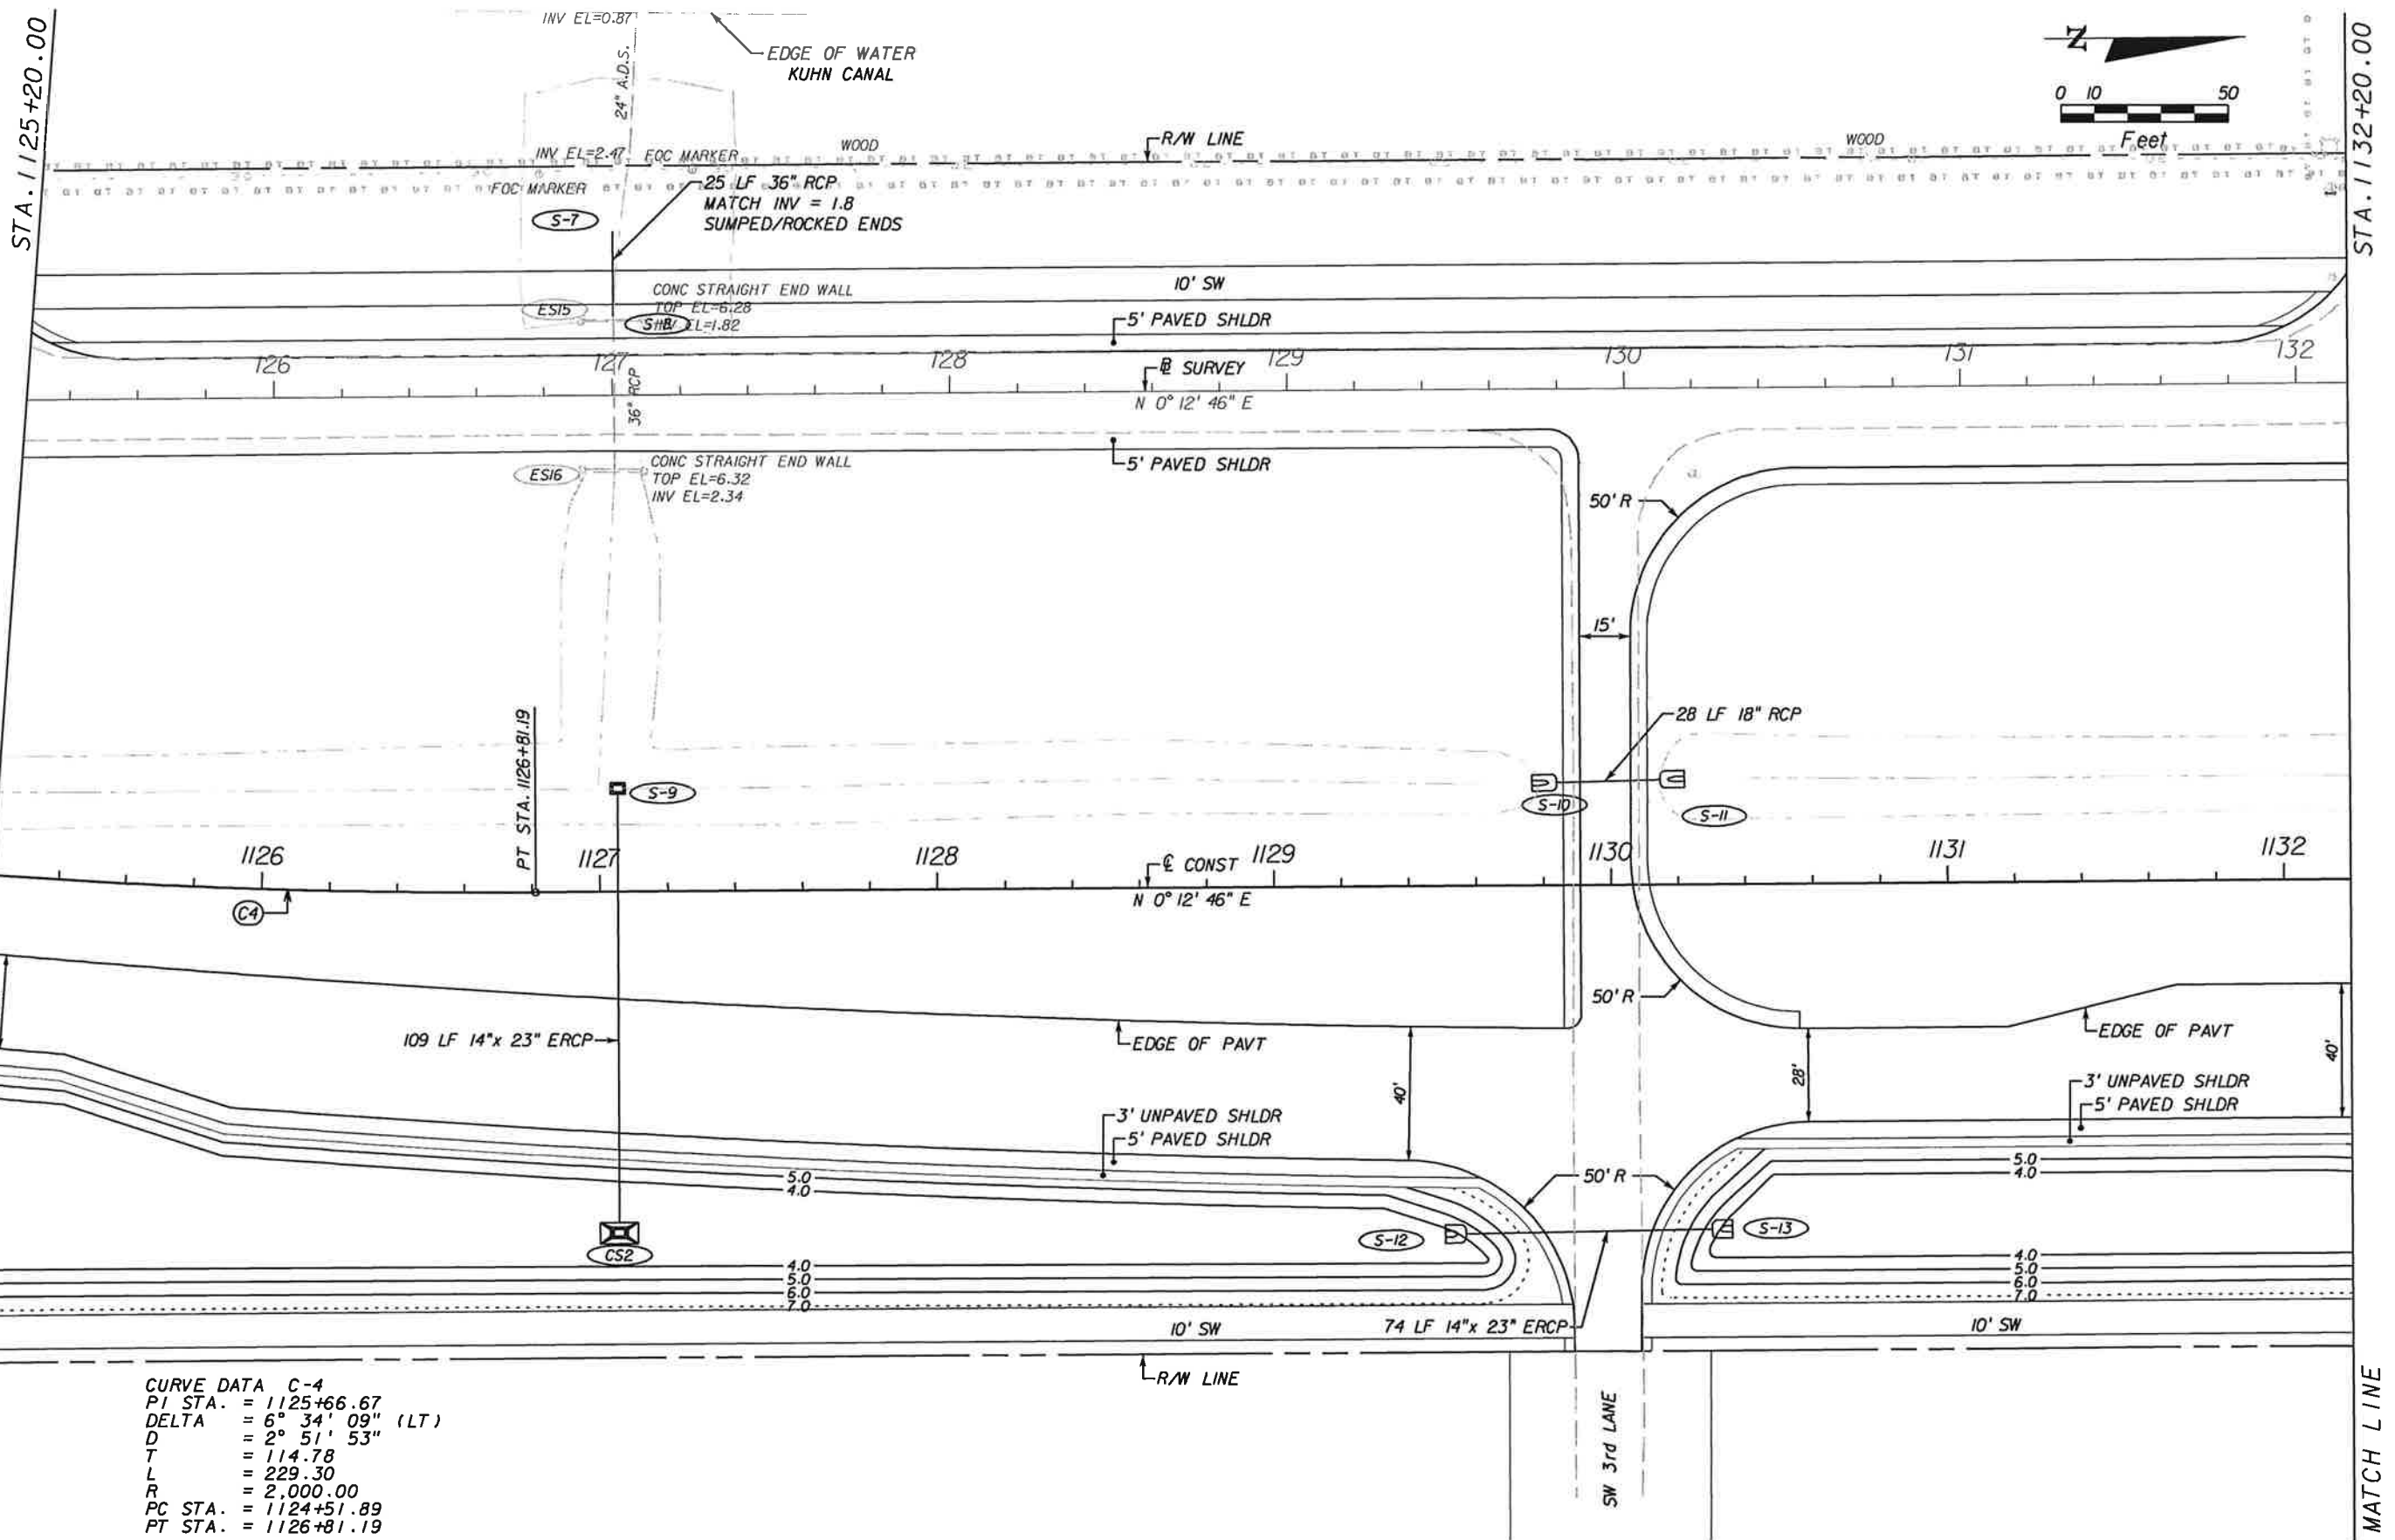 STA. 1125+20.00
INV EL=0.87
24" A.D.S.
EDGE OF WATER
KUHN CANAL
N
0 10 50
Feet
STA. 1132+20.00
INV EL=2.47
FOC MARKER
WOOD
R/W LINE
WOOD
FOC MARKER
25 LF 36" RCP
MATCH INV = 1.8
SUMPED/ROCKED ENDS
S-7
10' SW
CONC STRAIGHT END WALL
TOP EL=6.28
EL=1.82
ES15
5' PAVED SHLDR
126
127
128
129
130
131
132
B SURVEY
N 0° 12' 46" E
36" RCP
5' PAVED SHLDR
ES16
CONC STRAIGHT END WALL
TOP EL=6.32
INV EL=2.34
50' R
15'
28 LF 18" RCP
PT STA. 1126+81.19
S-9
S-10
S-11
1126
1127
1128
1129
1130
1131
1132
℄ CONST
N 0° 12' 46" E
C4
50' R
109 LF 14"x 23" ERCP
EDGE OF PAVT
EDGE OF PAVT
40'
28'
40'
3' UNPAVED SHLDR
5' PAVED SHLDR
3' UNPAVED SHLDR
5' PAVED SHLDR
5.0
4.0
5.0
4.0
50' R
CS2
S-12
S-13
4.0
5.0
6.0
7.0
4.0
5.0
6.0
7.0
10' SW
74 LF 14"x 23" ERCP
10' SW
R/W LINE
SW 3rd LANE
MATCH LINE
CURVE DATA C-4
PI STA. = 1125+66.67
DELTA = 6° 34' 09" (LT)
D = 2° 51' 53"
T = 114.78
L = 229.30
R = 2,000.00
PC STA. = 1124+51.89
PT STA. = 1126+81.19